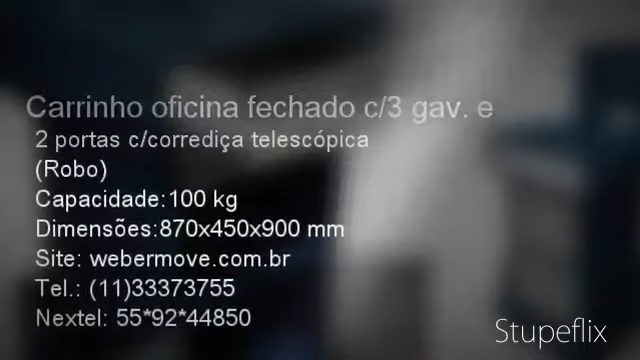 Carrinho oficina fechado c/3 gav. e
2 portas c/corrediça telescópica
(Robo)
Capacidade:100 kg
Dimensões:870x450x900 mm
Site: webermove.com.br
Tel.: (11)33373755
Nextel: 55*92*44850
Stupeflix